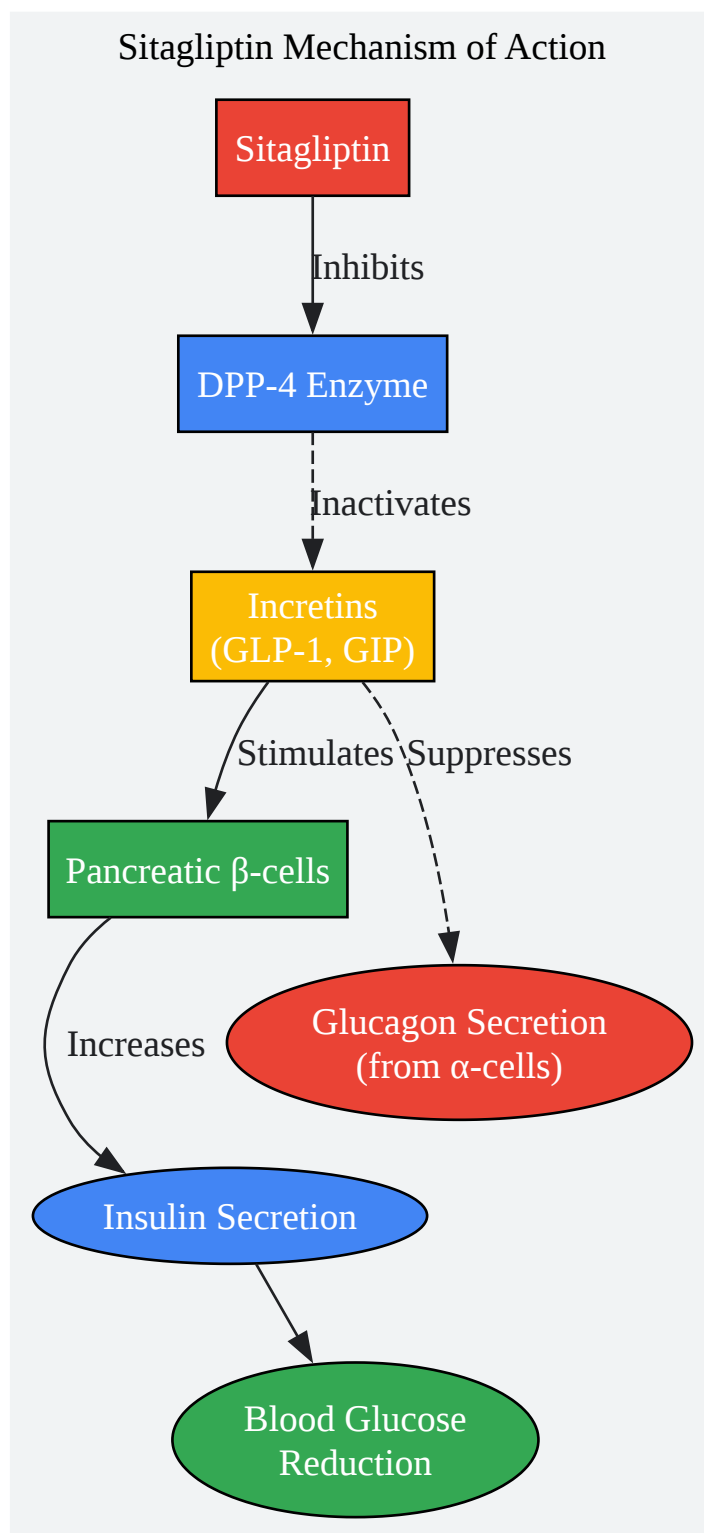 Sitagliptin Mechanism of Action
Sitagliptin
Inhibits
DPP-4 Enzyme
Inactivates
Incretins
(GLP-1, GIP)
Stimulates
Suppresses
Pancreatic β-cells
Glucagon Secretion
(from α-cells)
Increases
Insulin Secretion
Blood Glucose
Reduction